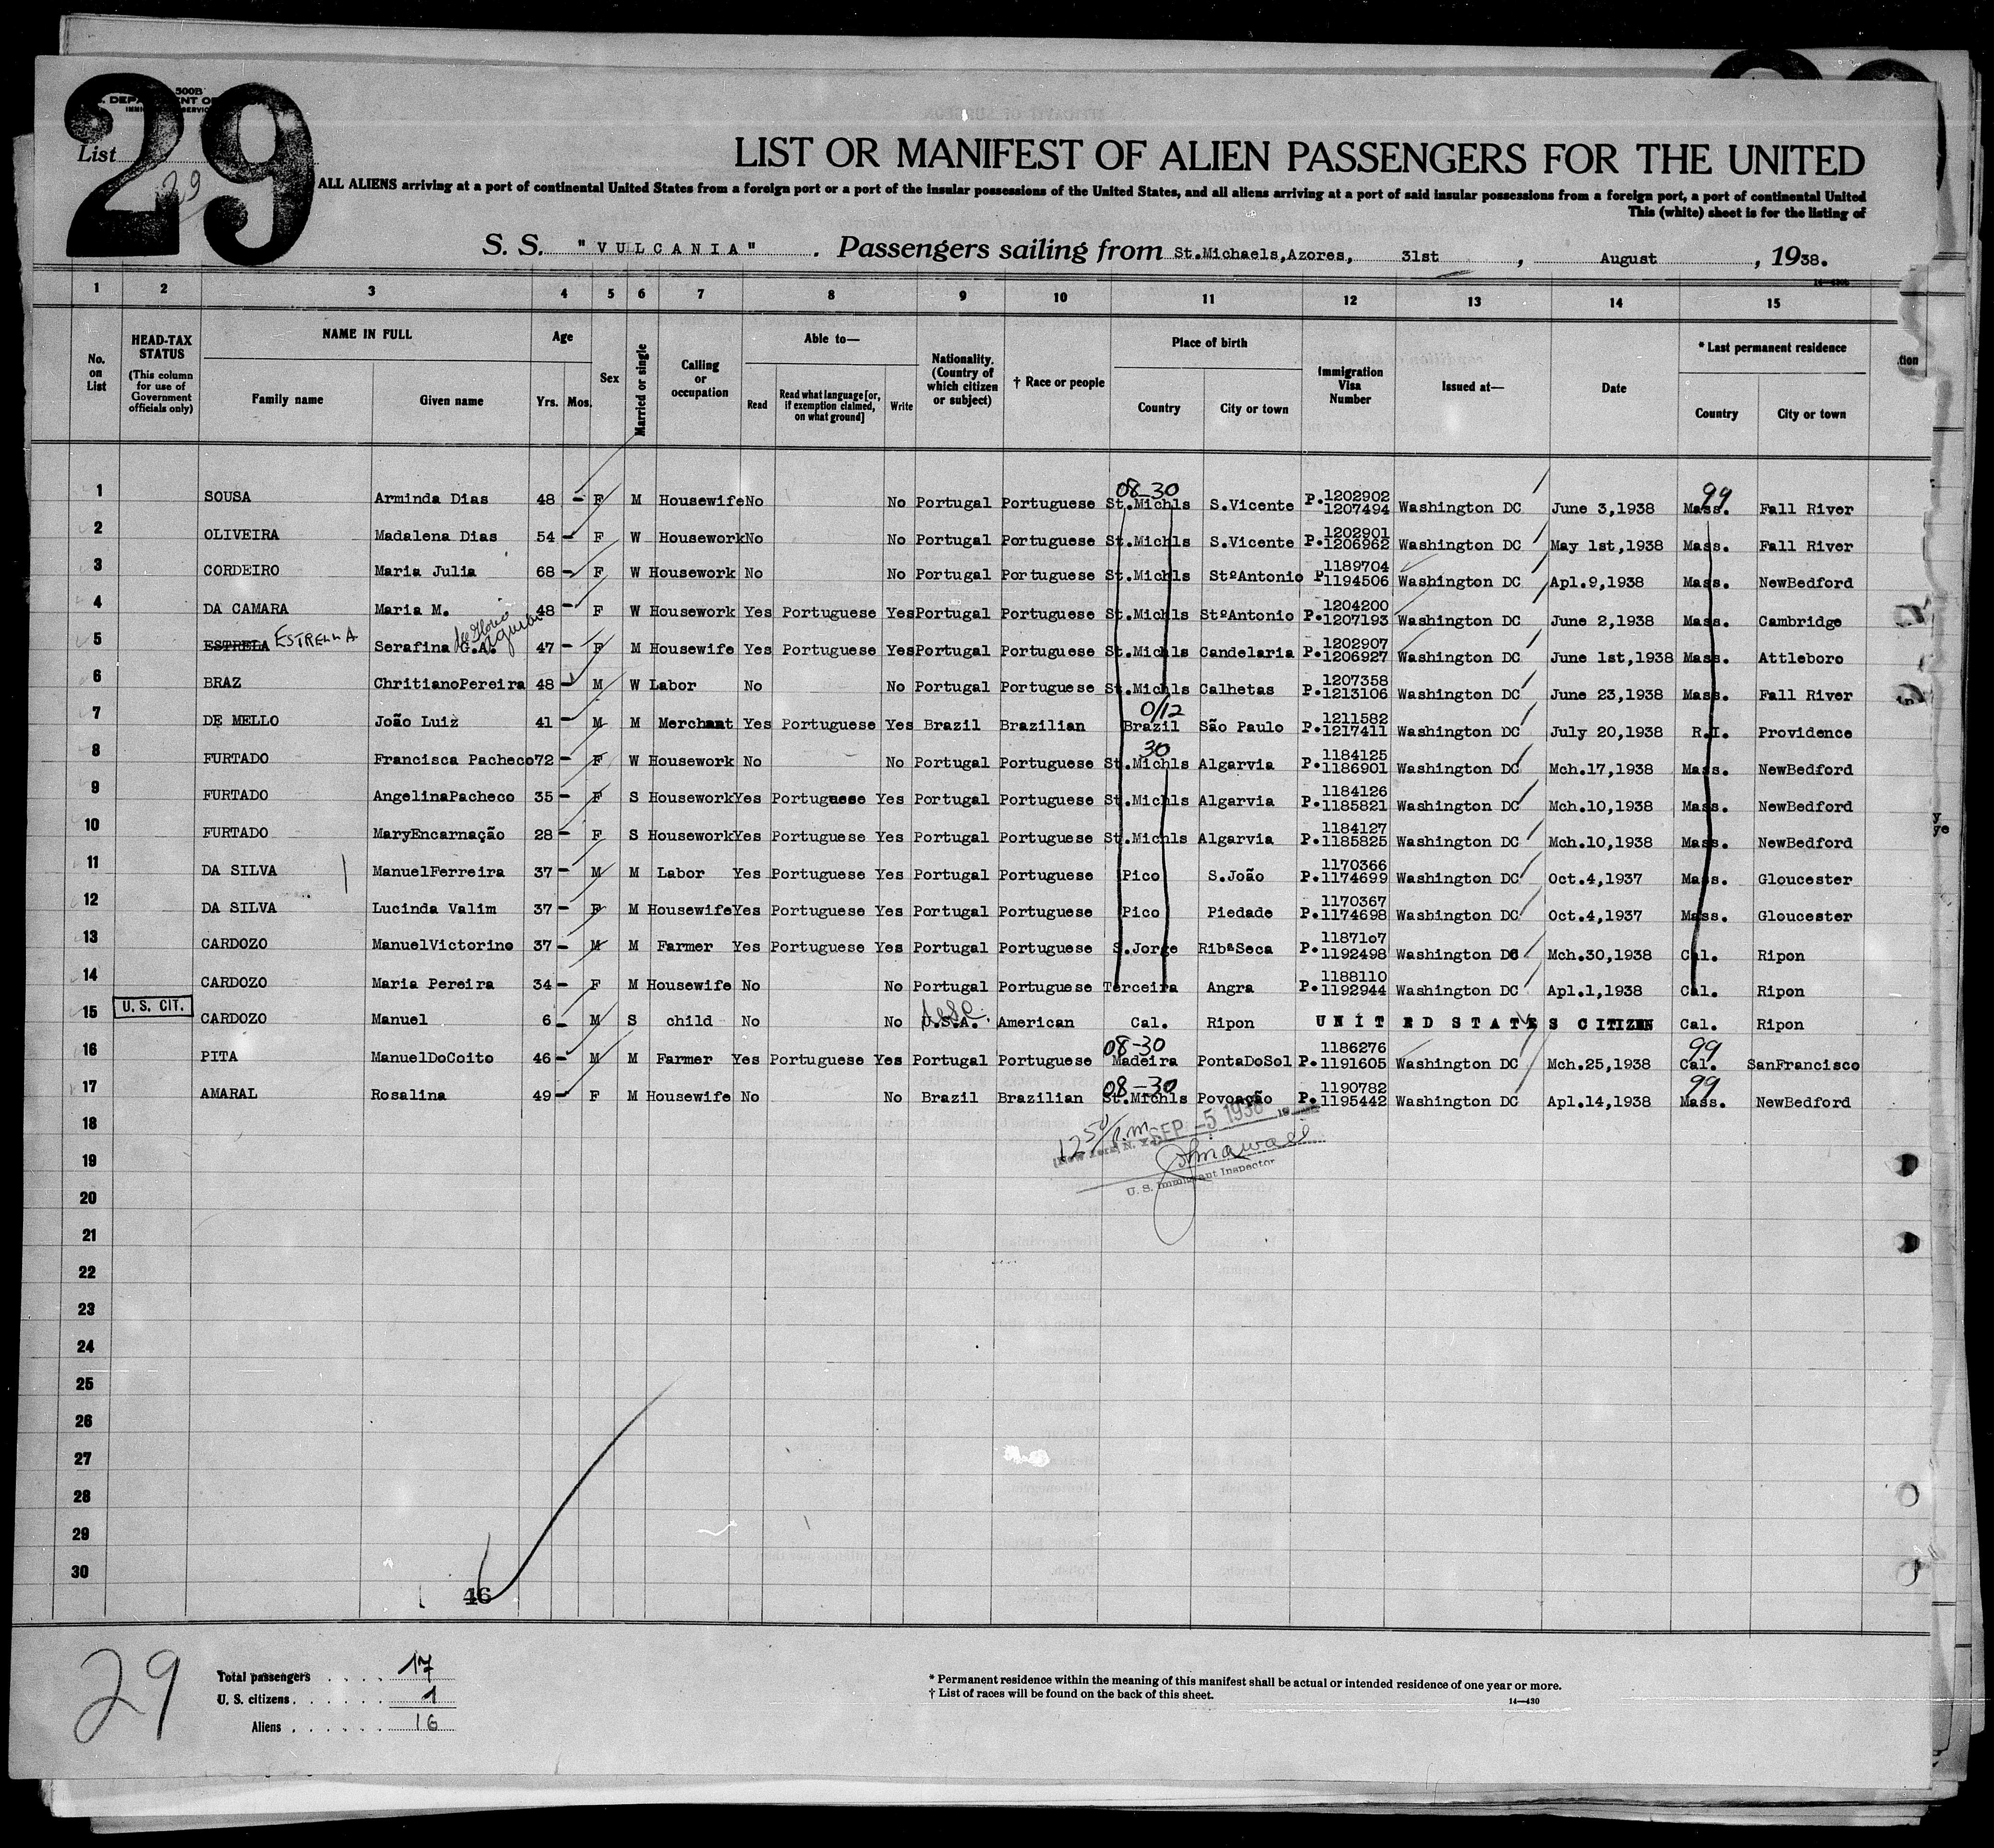 29
500B
List 29
LIST OR MANIFEST OF ALIEN PASSENGERS FOR THE UNITED
ALL ALIENS arriving at a port of continental United States from a foreign port or a port of the insular possessions of the United States, and all aliens arriving at a port of said insular possessions from a foreign port, a port of continental United
This (white) sheet is for the listing of
S. S. "VULCANIA". Passengers sailing from St.Michaels,Azores, 31st, August, 1938.
1 2 3 4 5 6 7 8 9 10 11 12 13 14 15
No. on List
HEAD-TAX STATUS (This column for use of Government officials only)
NAME IN FULL
Family name
Given name
Age
Yrs. Mos.
Sex
Married or single
Calling or occupation
Able to—
Read
Read what language [or, if exemption claimed, on what ground]
Write
Nationality. (Country of which citizen or subject)
† Race or people
Place of birth
Country
City or town
Immigration Visa Number
Issued at—
Date
* Last permanent residence
Country
City or town
08-30 99
1 SOUSA Arminda Dias 48 - F M Housewife No No Portugal Portuguese St.Michls S.Vicente P. 1202902 1207494 Washington DC June 3,1938 Mass. Fall River
2 OLIVEIRA Madalena Dias 54 - F W Housework No No Portugal Portuguese St.Michls S.Vicente P. 1202901 1206962 Washington DC May 1st,1938 Mass. Fall River
3 CORDEIRO Maria Julia 68 - F W Housework No No Portugal Portuguese St.Michls StºAntonio P 1189704 1194506 Washington DC Apl.9,1938 Mass. NewBedford
4 DA CAMARA Maria M. 48 - F W Housework Yes Portuguese Yes Portugal Portuguese St.Michls StºAntonio P. 1204200 1207193 Washington DC June 2,1938 Mass. Cambridge
5 ESTRELA ESTRELLA Serafina G.A. de Gloria Aguiar 47 - F M Housewife Yes Portuguese Yes Portugal Portuguese St.Michls Candelaria P. 1202907 1206927 Washington DC June 1st,1938 Mass. Attleboro
6 BRAZ ChritianoPereira 48 - M W Labor No No Portugal Portuguese St.Michls Calhetas P. 1207358 1213106 Washington DC June 23,1938 Mass. Fall River
0/12
7 DE MELLO João Luiz 41 - M M Merchant Yes Portuguese Yes Brazil Brazilian Brazil São Paulo P. 1211582 1217411 Washington DC July 20,1938 R.I. Providence
30
8 FURTADO Francisca Pacheco 72 - F W Housework No - No Portugal Portuguese St.Michls Algarvia P. 1184125 1186901 Washington DC Mch.17,1938 Mass. NewBedford
9 FURTADO AngelinaPacheco 35 - F S Housework Yes Portuguese Yes Portugal Portuguese St.Michls Algarvia P. 1184126 1185821 Washington DC Mch.10,1938 Mass. NewBedford
10 FURTADO MaryEncarnação 28 - F S Housework Yes Portuguese Yes Portugal Portuguese St.Michls Algarvia P. 1184127 1185825 Washington DC Mch.10,1938 Mass. NewBedford
11 DA SILVA ManuelFerreira 37 - M M Labor Yes Portuguese Yes Portugal Portuguese Pico S.João P. 1170366 1174699 Washington DC Oct.4,1937 Mass. Gloucester
12 DA SILVA Lucinda Valim 37 - F M Housewife Yes Portuguese Yes Portugal Portuguese Pico Piedade P. 1170367 1174698 Washington DC Oct.4,1937 Mass. Gloucester
13 CARDOZO ManuelVictorino 37 - M M Farmer Yes Portuguese Yes Portugal Portuguese S.Jorge RibªSeca P. 1187107 1192498 Washington DC Mch.30,1938 Cal. Ripon
14 CARDOZO Maria Pereira 34 - F M Housewife No No Portugal Portuguese Terceira Angra P. 1188110 1192944 Washington DC Apl.1,1938 Cal. Ripon
15 U. S. CIT. CARDOZO Manuel 6 - M S child No No U.S.A. American Cal. Ripon UNITED STATES CITIZEN Cal. Ripon
08-30 99
16 PITA ManuelDoCoito 46 - M M Farmer Yes Portuguese Yes Portugal Portuguese Madeira PontaDoSol P. 1186276 1191605 Washington DC Mch.25,1938 Cal. SanFrancisco
08-30 99
17 AMARAL Rosalina 49 - F M Housewife No No Brazil Brazilian St.Michls Povoação P. 1190782 1195442 Washington DC Apl.14,1938 Mass. NewBedford
18
1250 P.m. SEP -5 1938 19
(New York, N. Y.)
19
U. S. Immigrant Inspector
20
21
22
23
24
25
26
27
28
29
30
46
29
Total passengers . . . . 17
U. S. citizens . . . . . . 1
Aliens . . . . . . 16
* Permanent residence within the meaning of this manifest shall be actual or intended residence of one year or more.
† List of races will be found on the back of this sheet.
14—430